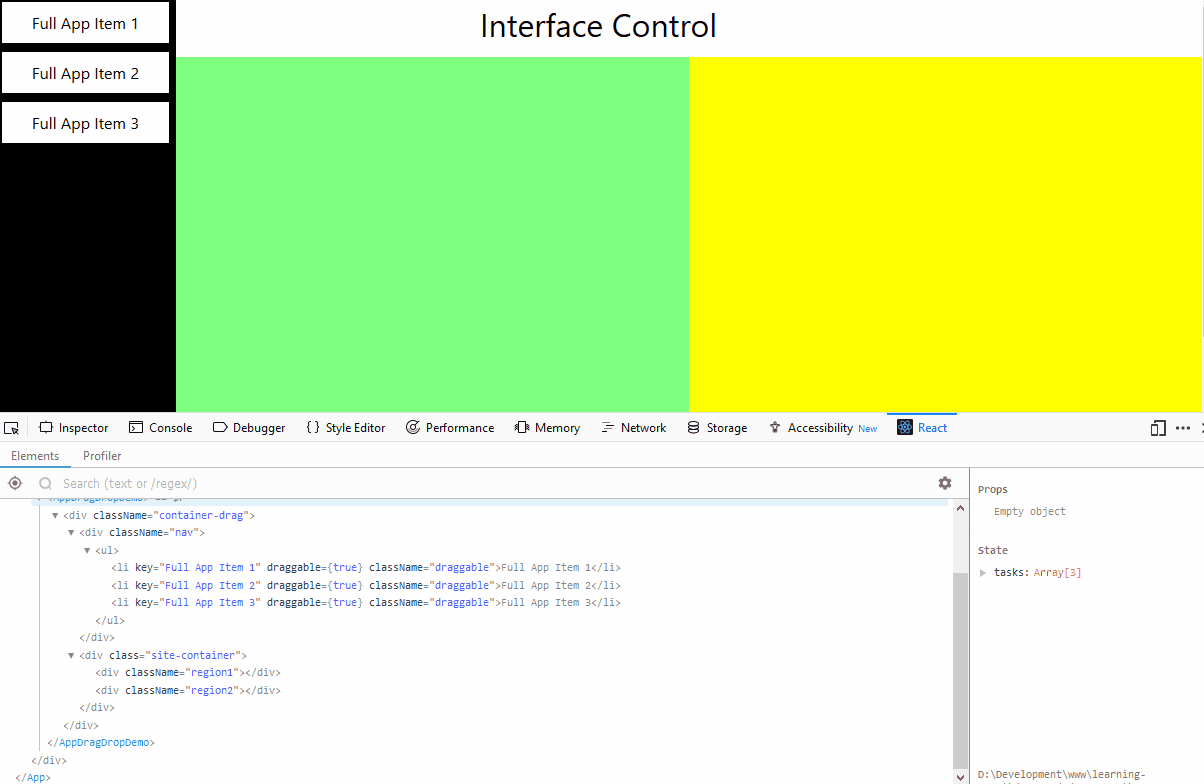 Full App Item 1
Interface Control
Full App Item 2
Full App Item 3
Inspector Console Debugger { } Style Editor Performance Memory Network Storage Accessibility New React
Elements Profiler
Search (text or /regex/)
Props
Empty object
<div className="container-drag">
<div className="nav">
<ul>
<li key="Full App Item 1" draggable={true} className="draggable">Full App Item 1</li>
<li key="Full App Item 2" draggable={true} className="draggable">Full App Item 2</li>
<li key="Full App Item 3" draggable={true} className="draggable">Full App Item 3</li>
</ul>
</div>
<div class="site-container">
<div className="region1"></div>
<div className="region2"></div>
</div>
</div>
</AppDragDropDemo>
</div>
</App>
State
tasks: Array[3]
D:\Development\www\learning-